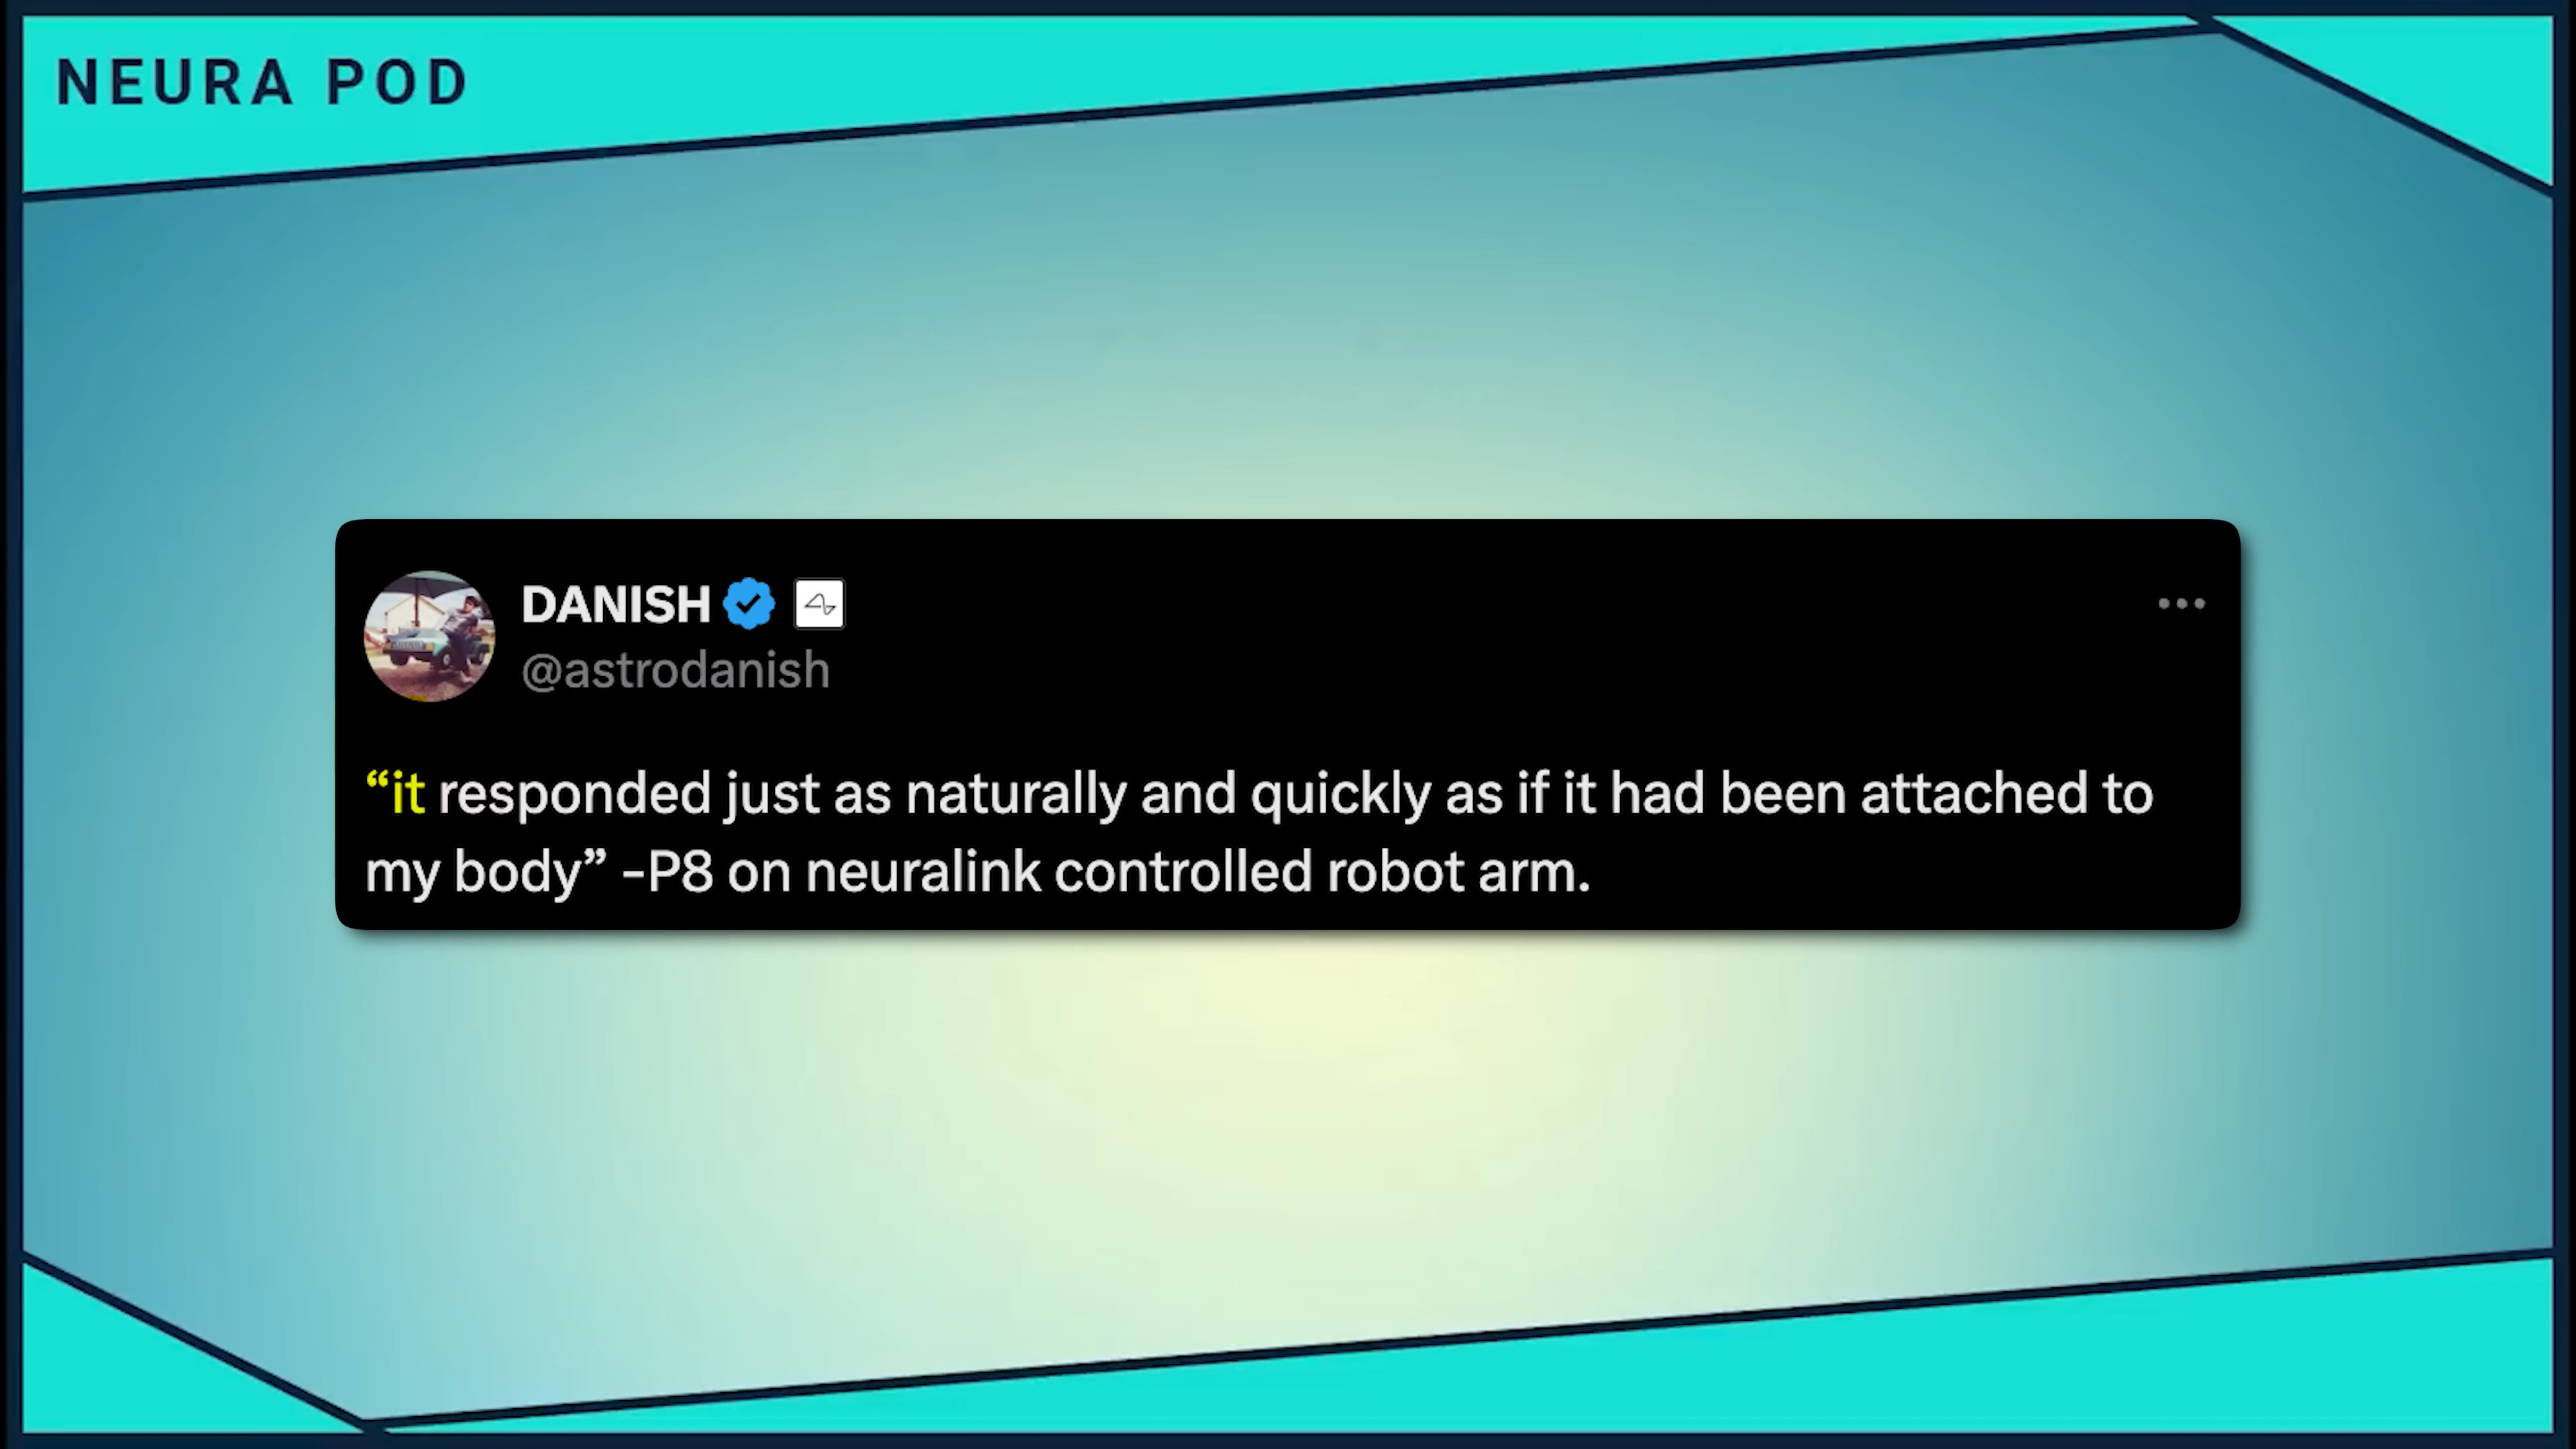 NEURA POD
DANISH
@astrodanish
“it responded just as naturally and quickly as if it had been attached to
my body” -P8 on neuralink controlled robot arm.